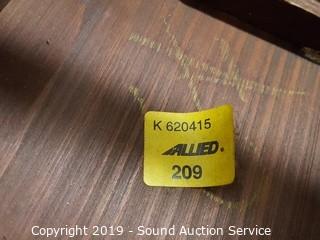 K 620415
ALLIED®
209
Copyright 2019 - Sound Auction Service